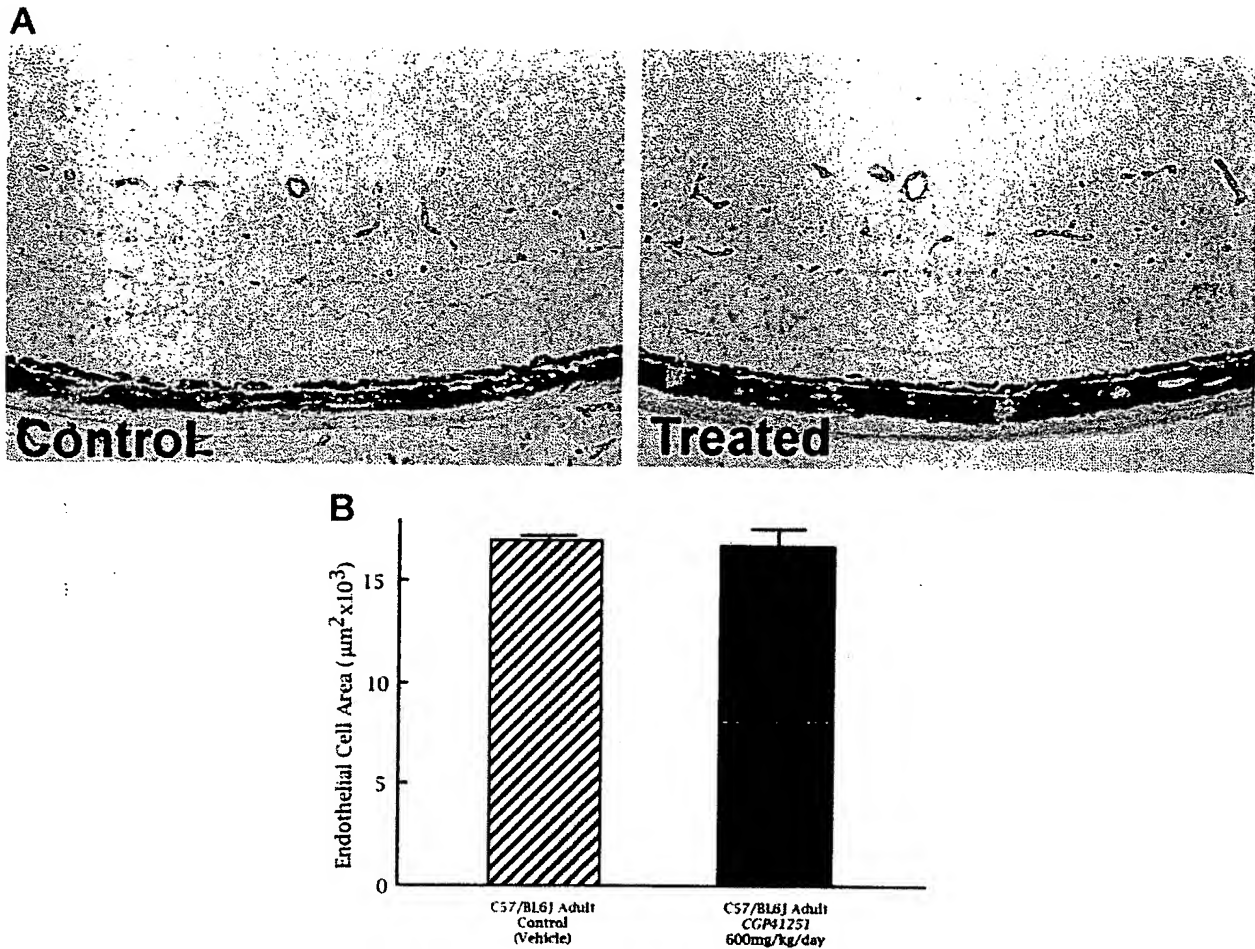 A
Control
Treated
B
Endothelial Cell Area (µm²x10³)
15
10
5
0
C57/BL6J Adult
Control
(Vehicle)
C57/BL6J Adult
CGP41251
600mg/kg/day